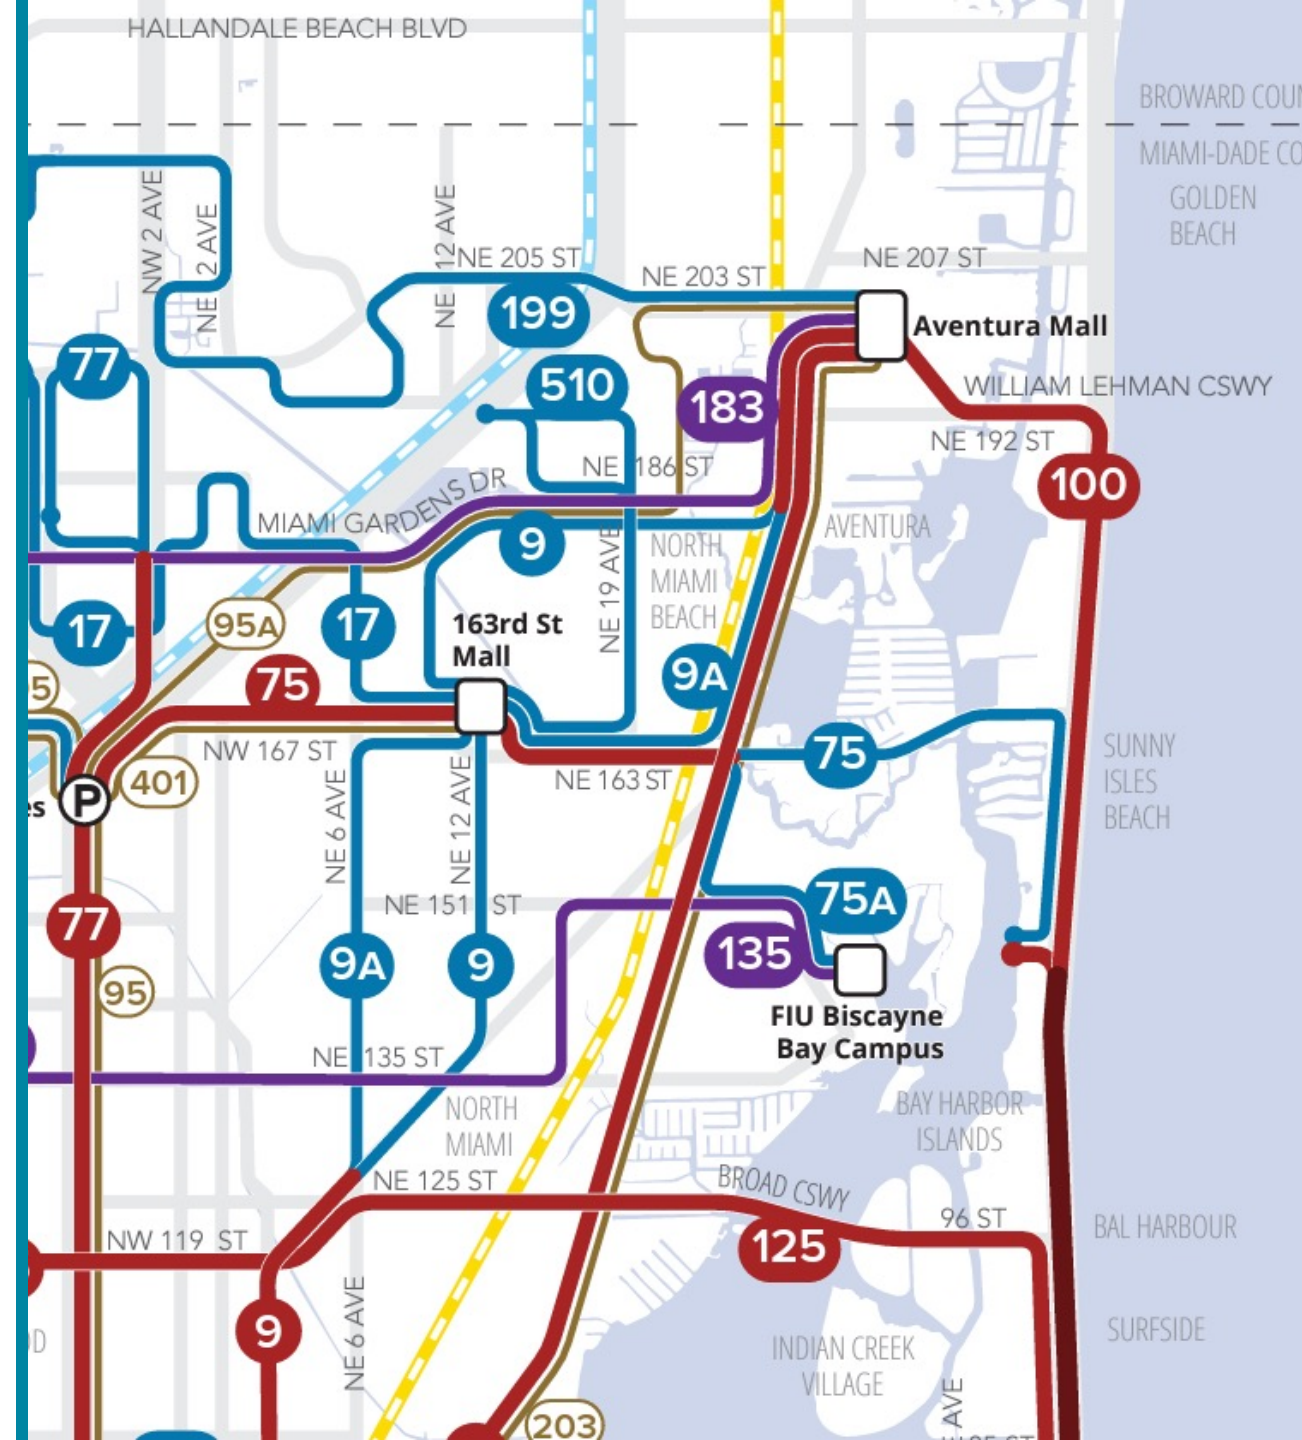 HALLANDALE BEACH BLVD
BROWARD COUN
MIAMI-DADE CO
GOLDEN
BEACH
NW 2 AVE
NE 2 AVE
NE 12 AVE
NE 205 ST
NE 203 ST
NE 207 ST
199
Aventura Mall
77
510
183
WILLIAM LEHMAN CSWY
NE 192 ST
NE 186 ST
100
MIAMI GARDENS DR
9
AVENTURA
NORTH
MIAMI
BEACH
NE 19 AVE
17
95A
17
163rd St
Mall
75
9A
NW 167 ST
401
NE 163 ST
75
SUNNY
ISLES
BEACH
P
NE 6 AVE
NE 12 AVE
77
NE 151 ST
75A
135
9A
9
95
FIU Biscayne
Bay Campus
NE 135 ST
NORTH
MIAMI
BAY HARBOR
ISLANDS
NE 125 ST
BROAD CSWY
96 ST
BAL HARBOUR
NW 119 ST
125
9
NE 6 AVE
SURFSIDE
INDIAN CREEK
VILLAGE
203
AVE